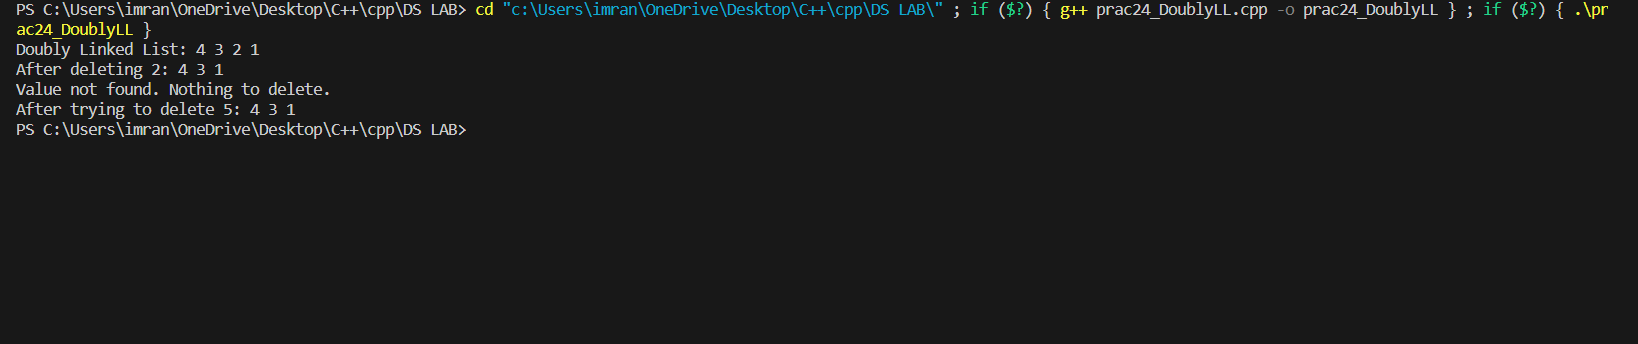 PS C:\Users\imran\OneDrive\Desktop\C++\cpp\DS LAB> cd "c:\Users\imran\OneDrive\Desktop\C++\cpp\DS LAB\" ; if ($?) { g++ prac24_DoublyLL.cpp -o prac24_DoublyLL } ; if ($?) { .\pr
ac24_DoublyLL }
Doubly Linked List: 4 3 2 1
After deleting 2: 4 3 1
Value not found. Nothing to delete.
After trying to delete 5: 4 3 1
PS C:\Users\imran\OneDrive\Desktop\C++\cpp\DS LAB>